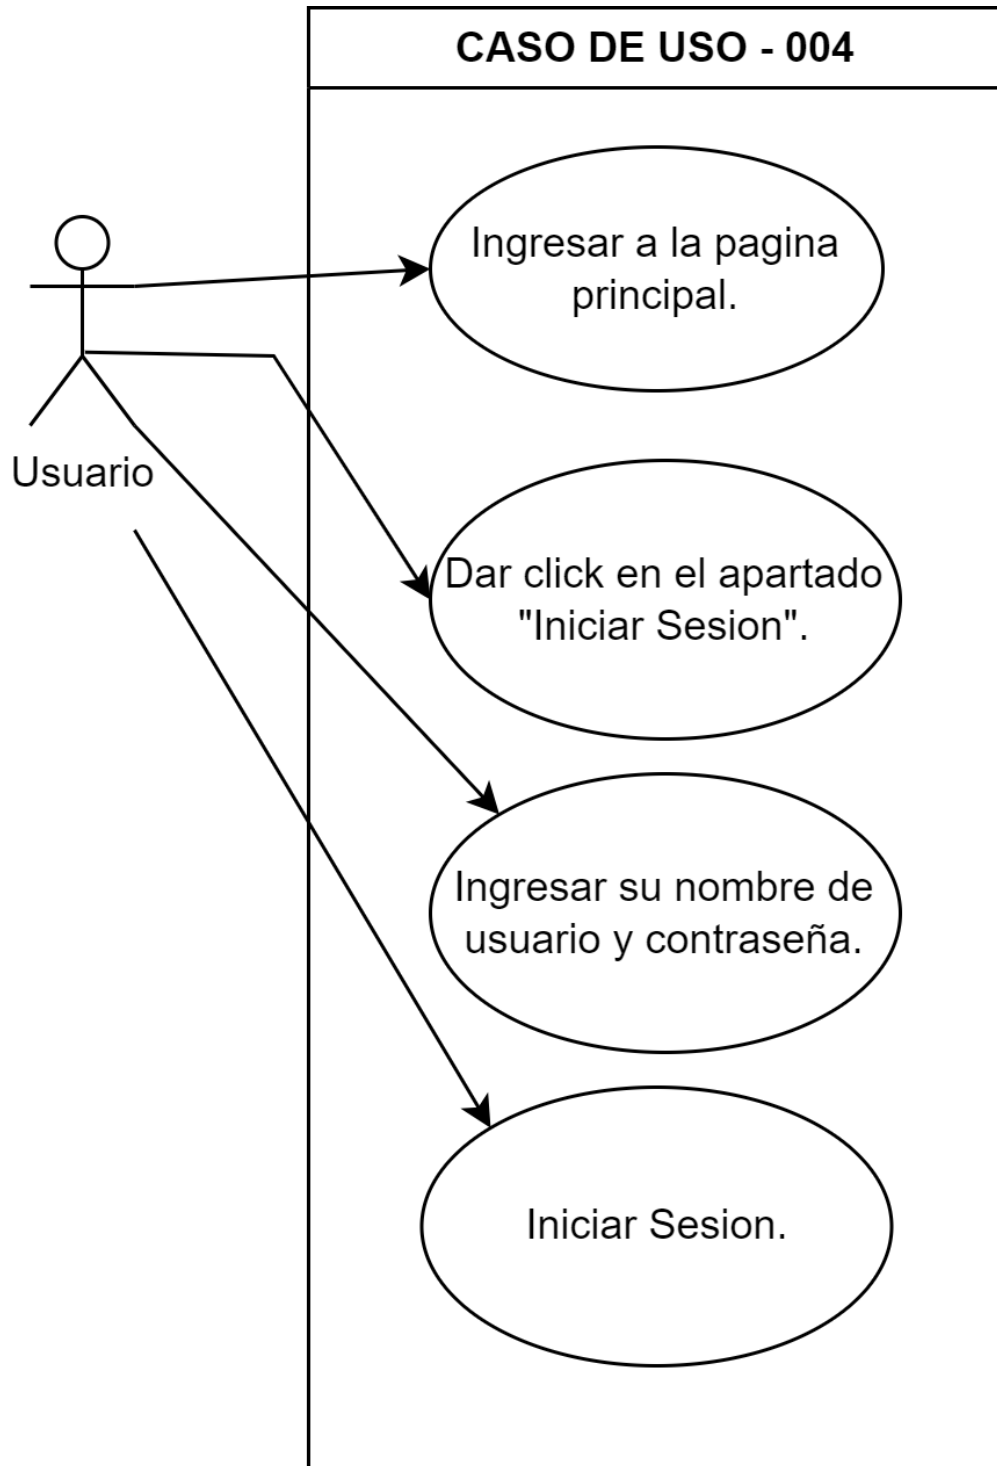 CASO DE USO - 004
Ingresar a la pagina
principal.
Usuario
Dar click en el apartado
"Iniciar Sesion".
Ingresar su nombre de
usuario y contraseña.
Iniciar Sesion.